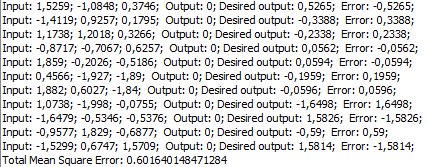 Input: 1,5259; -1,0848; 0,3746;  Output: 0; Desired output: 0,5265;  Error: -0,5265;
Input: -1,4119; 0,9257; 0,1795;  Output: 0; Desired output: -0,3388;  Error: 0,3388;
Input: 1,1738; 1,2018; 0,3266;  Output: 0; Desired output: -0,2338;  Error: 0,2338;
Input: -0,8717; -0,7067; 0,6257;  Output: 0; Desired output: 0,0562;  Error: -0,0562;
Input: 1,859; -0,2026; -0,5186;  Output: 0; Desired output: 0,0594;  Error: -0,0594;
Input: 0,4566; -1,927; -1,89;  Output: 0; Desired output: -0,1959;  Error: 0,1959;
Input: 1,882; 0,6027; -1,84;  Output: 0; Desired output: -0,0596;  Error: 0,0596;
Input: 1,0738; -1,998; -0,0755;  Output: 0; Desired output: -1,6498;  Error: 1,6498;
Input: -1,6479; -0,5346; -0,5376;  Output: 0; Desired output: 1,5826;  Error: -1,5826;
Input: -0,9577; 1,829; -0,6877;  Output: 0; Desired output: -0,59;  Error: 0,59;
Input: -1,5299; 0,6747; 1,5709;  Output: 0; Desired output: 1,5814;  Error: -1,5814;
Total Mean Square Error: 0.601640148471284